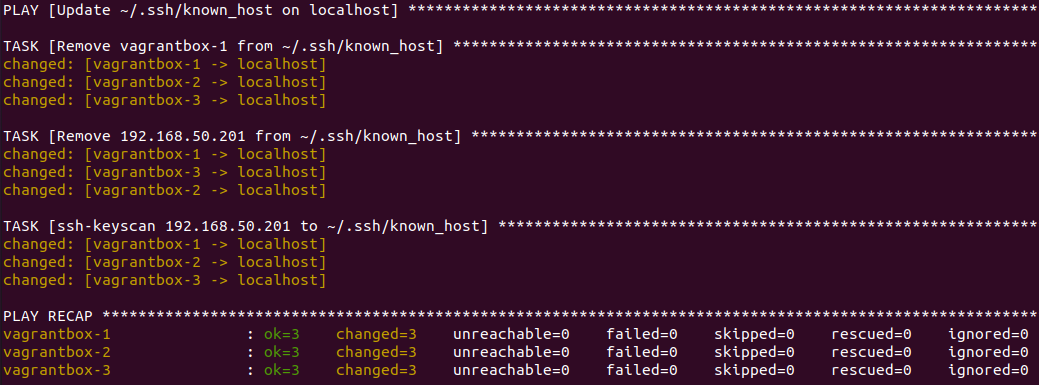 PLAY [Update ~/.ssh/known_host on localhost] **********************************************************************
TASK [Remove vagrantbox-1 from ~/.ssh/known_host] *****************************************************************
changed: [vagrantbox-1 -> localhost]
changed: [vagrantbox-2 -> localhost]
changed: [vagrantbox-3 -> localhost]
TASK [Remove 192.168.50.201 from ~/.ssh/known_host] ***************************************************************
changed: [vagrantbox-1 -> localhost]
changed: [vagrantbox-3 -> localhost]
changed: [vagrantbox-2 -> localhost]
TASK [ssh-keyscan 192.168.50.201 to ~/.ssh/known_host] ************************************************************
changed: [vagrantbox-1 -> localhost]
changed: [vagrantbox-2 -> localhost]
changed: [vagrantbox-3 -> localhost]
PLAY RECAP ********************************************************************************************************
vagrantbox-1               : ok=3    changed=3    unreachable=0    failed=0    skipped=0    rescued=0    ignored=0
vagrantbox-2               : ok=3    changed=3    unreachable=0    failed=0    skipped=0    rescued=0    ignored=0
vagrantbox-3               : ok=3    changed=3    unreachable=0    failed=0    skipped=0    rescued=0    ignored=0